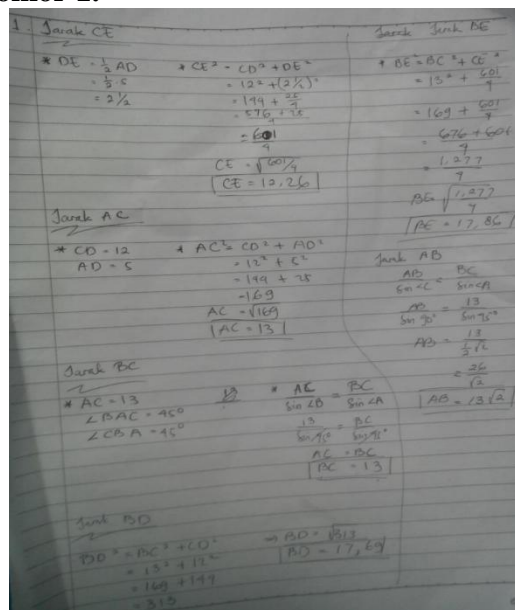 1. Jarak CE
* DE = 1/2 AD
= 1/2 . 5
= 2 1/2
* CE² = CD² + DE²
= 12² + (2 1/2)²
= 144 + 25/4
= 576 + 25 / 4
= 601/4
CE = √601/4
CE = 12,26
Jarak AC
* CD = 12
AD = 5
* AC² = CD² + AD²
= 12² + 5²
= 144 + 25
= 169
AC = √169
AC = 13
Jarak BC
* AC = 13
∠BAC = 45°
∠CBA = 45°
* AC / Sin ∠B = BC / Sin ∠A
13 / Sin 45° = BC / Sin 45°
AC = BC
BC = 13
Jarak BD
BD² = BC² + CD²
= 13² + 12²
= 169 + 144
= 313
→ BD = √313
BD = 17,69
Jarak BE
* BE² = BC² + CE²
= 13² + 601/4
= 169 + 601/4
= 676 + 601 / 4
= 1.277 / 4
BE = √1.277/4
BE = 17,86
Jarak AB
AB / Sin ∠C = BC / Sin ∠A
AB / Sin 90° = 13 / Sin 45°
AB = 13 / 1/2 √2
= 26 / √2
AB = 13√2